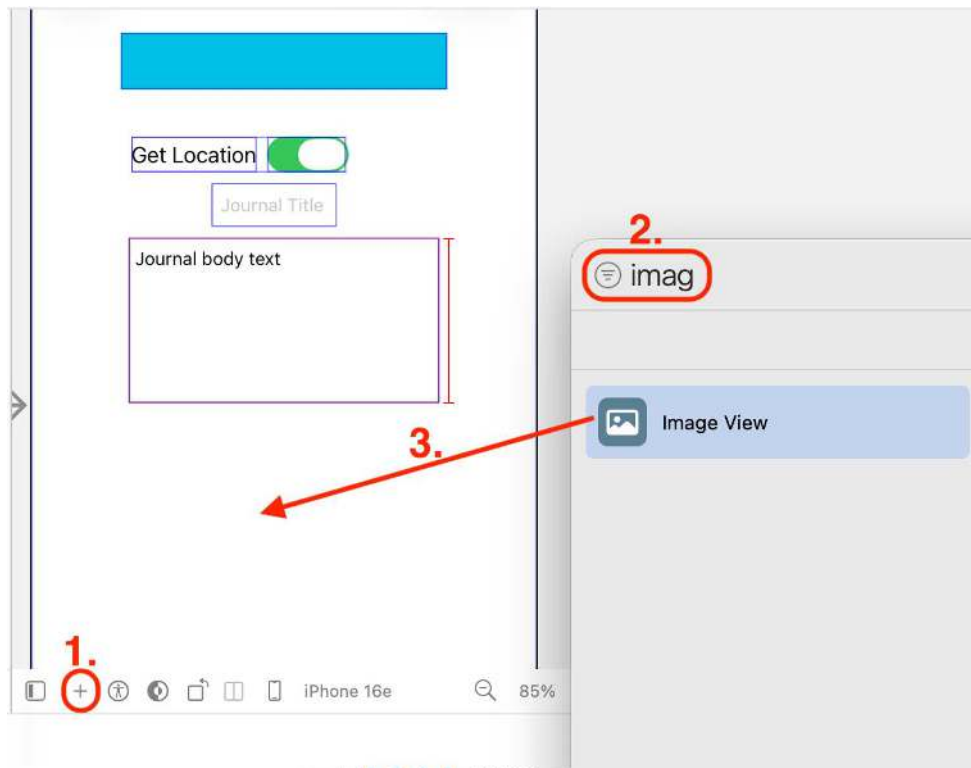 Get Location
Journal Title
Journal body text
2.
imag
Image View
3.
1.
iPhone 16e
85%